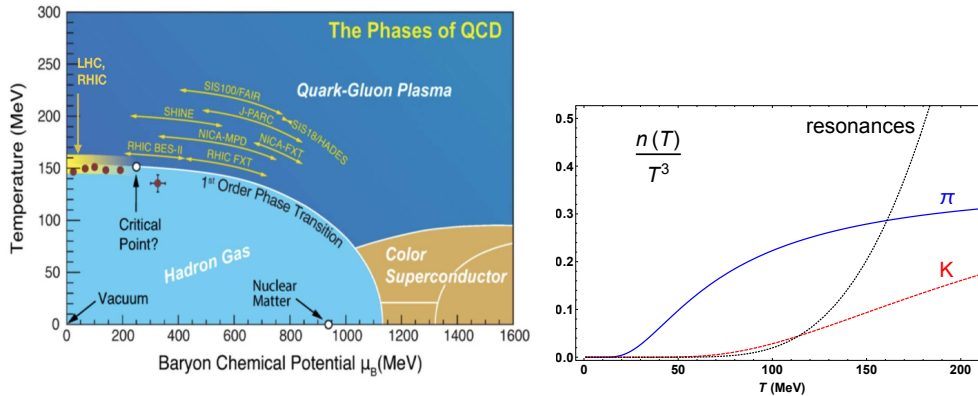 The Phases of QCD
300
250
200
150
100
50
0
Temperature (MeV)
LHC,
RHIC
SIS100/FAIR
Quark-Gluon Plasma
J-PARC
SHINE
SIS18/HADES
NICA-MPD
NICA-FXT
RHIC BES-II
RHIC FXT
1st Order Phase Transition
Critical
Point?
Hadron Gas
Color
Superconductor
Nuclear
Matter
Vacuum
0 200 400 600 800 1000 1200 1400 1600
Baryon Chemical Potential μB(MeV)
0.5
0.4
0.3
0.2
0.1
0.0
n(T)
T³
resonances
π
K
0 50 100 150 200
T (MeV)